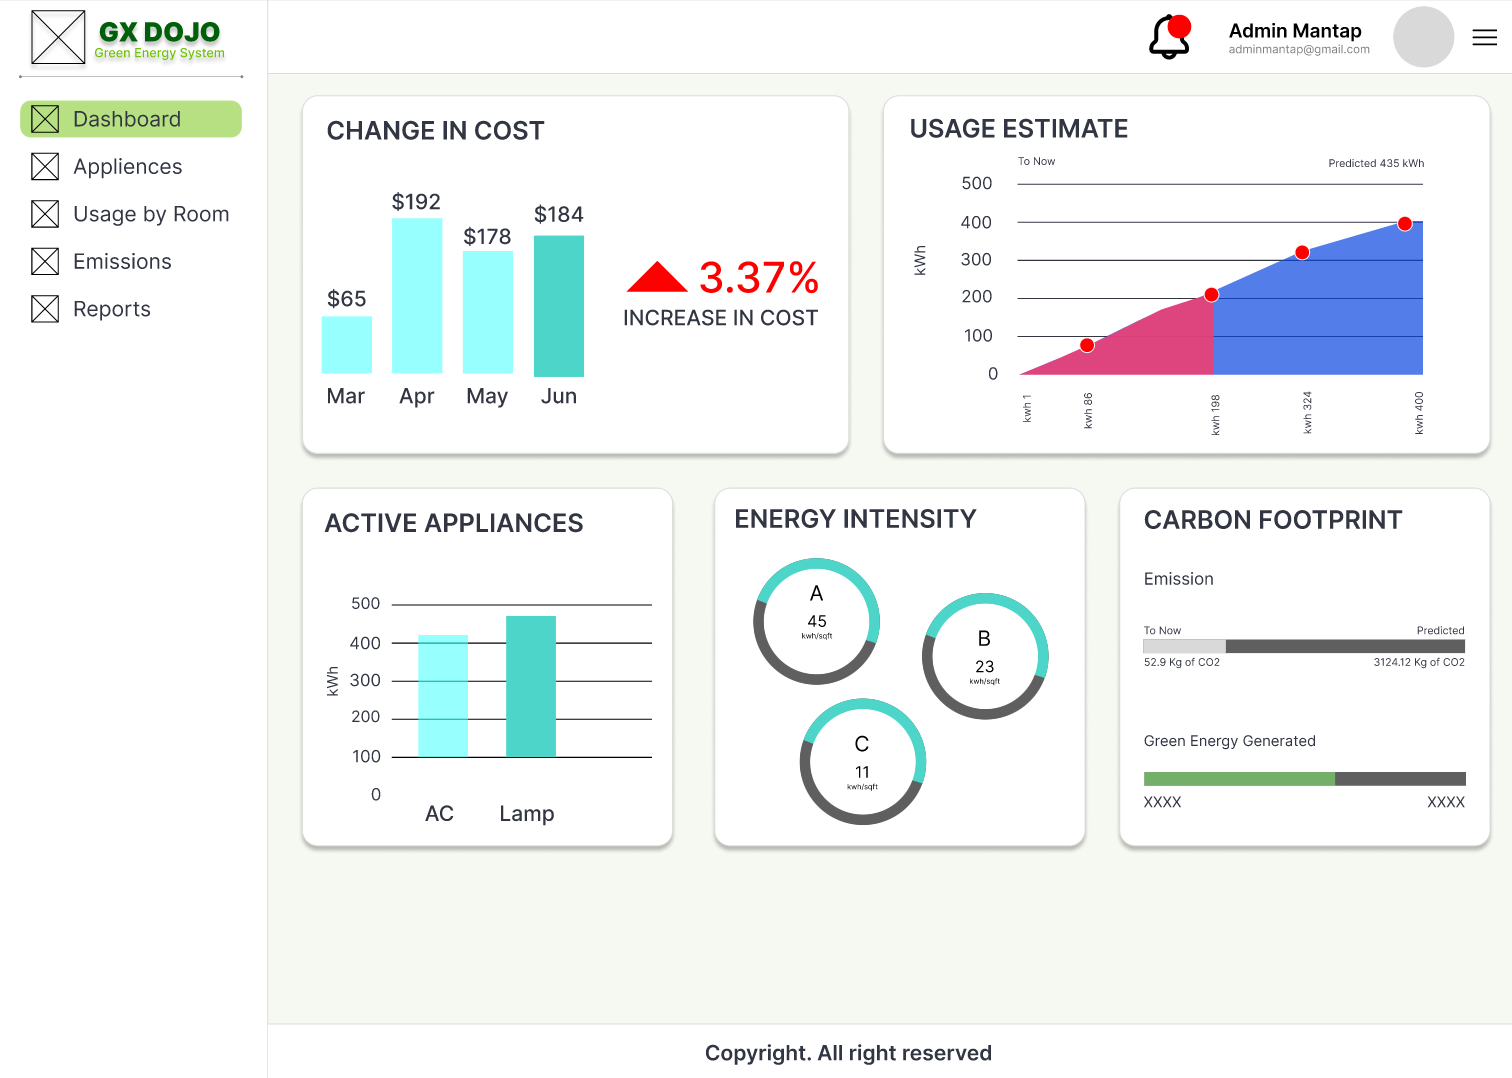 GX DOJO
Green Energy System
Dashboard
Appliences
Usage by Room
Emissions
Reports
Admin Mantap
adminmantap@gmail.com
CHANGE IN COST
$65
$192
$178
$184
Mar
Apr
May
Jun
3.37%
INCREASE IN COST
USAGE ESTIMATE
To Now
Predicted 435 kWh
kWh
500
400
300
200
100
0
kwh 1
kwh 86
kwh 198
kwh 324
kwh 400
ACTIVE APPLIANCES
kWh
500
400
300
200
100
0
AC
Lamp
ENERGY INTENSITY
A
45
kwh/sqft
B
23
kwh/sqft
C
11
kwh/sqft
CARBON FOOTPRINT
Emission
To Now
Predicted
52.9 Kg of CO2
3124.12 Kg of CO2
Green Energy Generated
XXXX
XXXX
Copyright. All right reserved